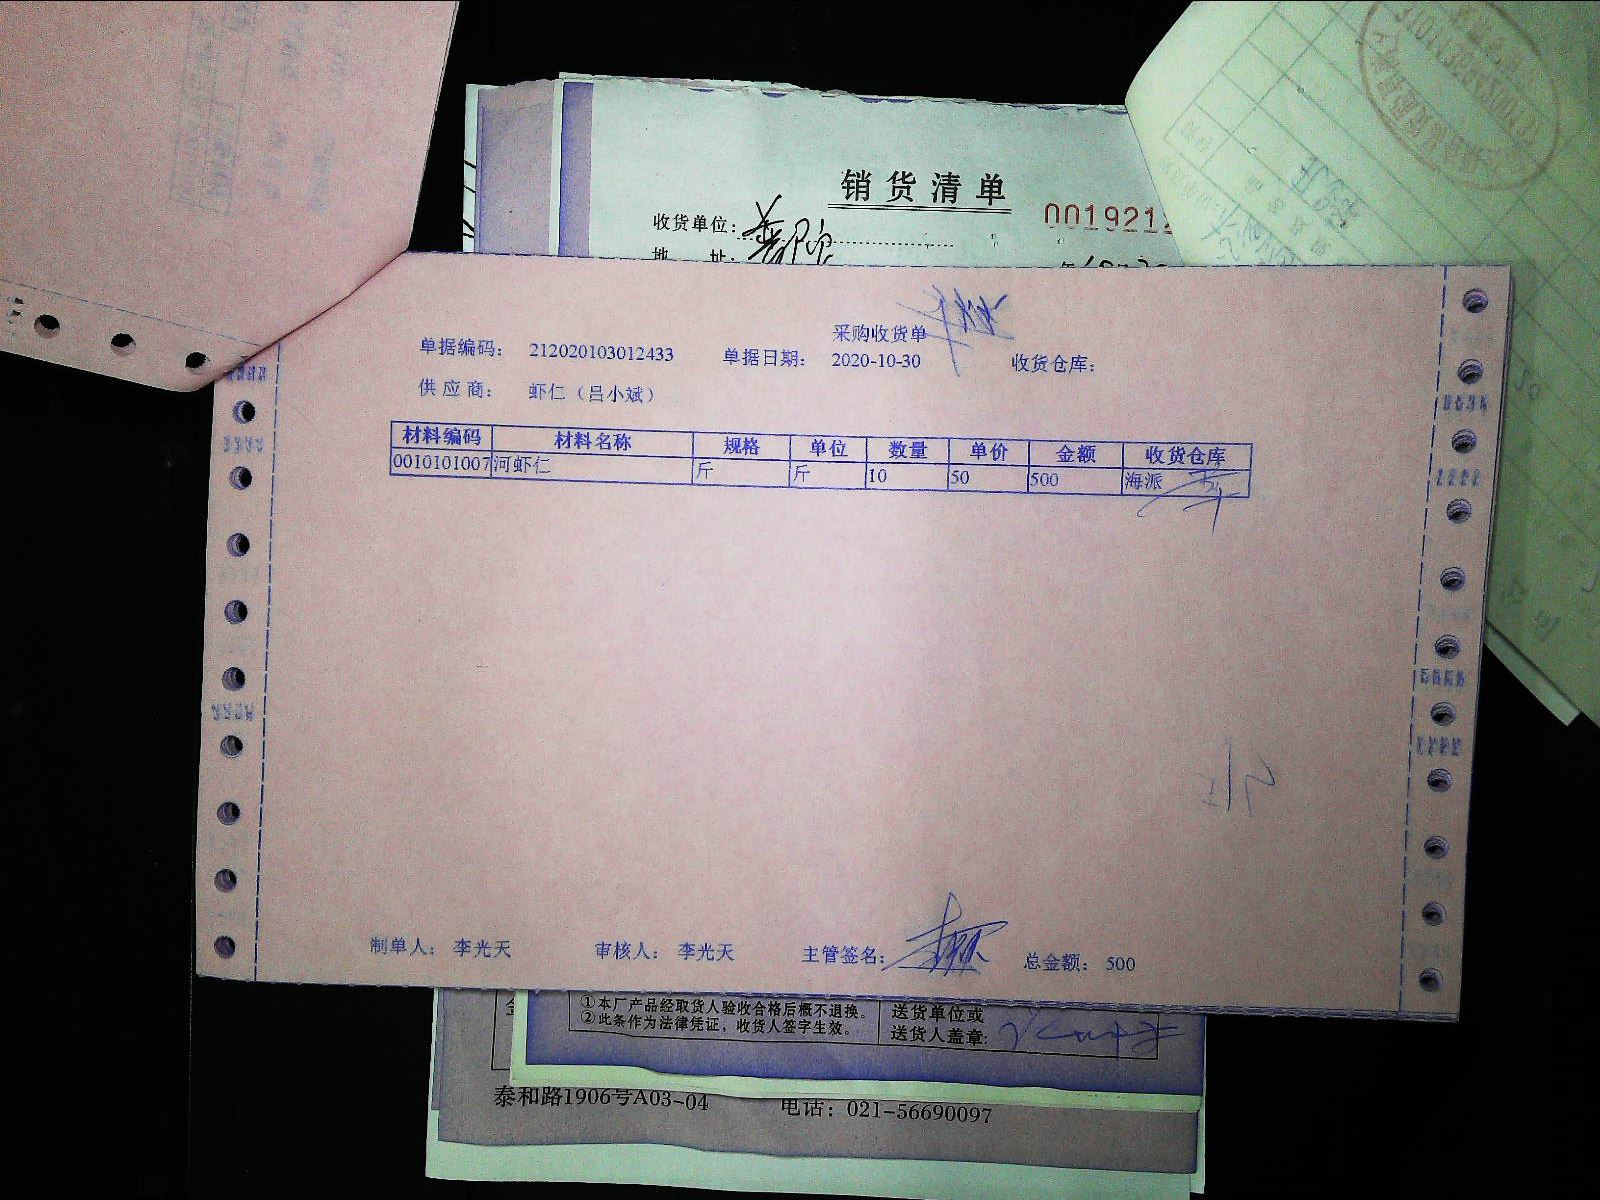 销货清单
收货单位:
0019212
地 址:
采购收货单
单据编码: 212020103012433 单据日期: 2020-10-30 收货仓库:
供应商: 虾仁（吕小斌）
材料编码 材料名称 规格 单位 数量 单价 金额 收货仓库
0010101007 河虾仁 斤 斤 10 50 500 海派
制单人: 李光天 审核人: 李光天 主管签名: 总金额: 500
①本厂产品经取货人验收合格后概不退换。
②此条作为法律凭证，收货人签字生效。
送货单位或
送货人盖章:
泰和路1906号A03-04 电话: 021-56690097